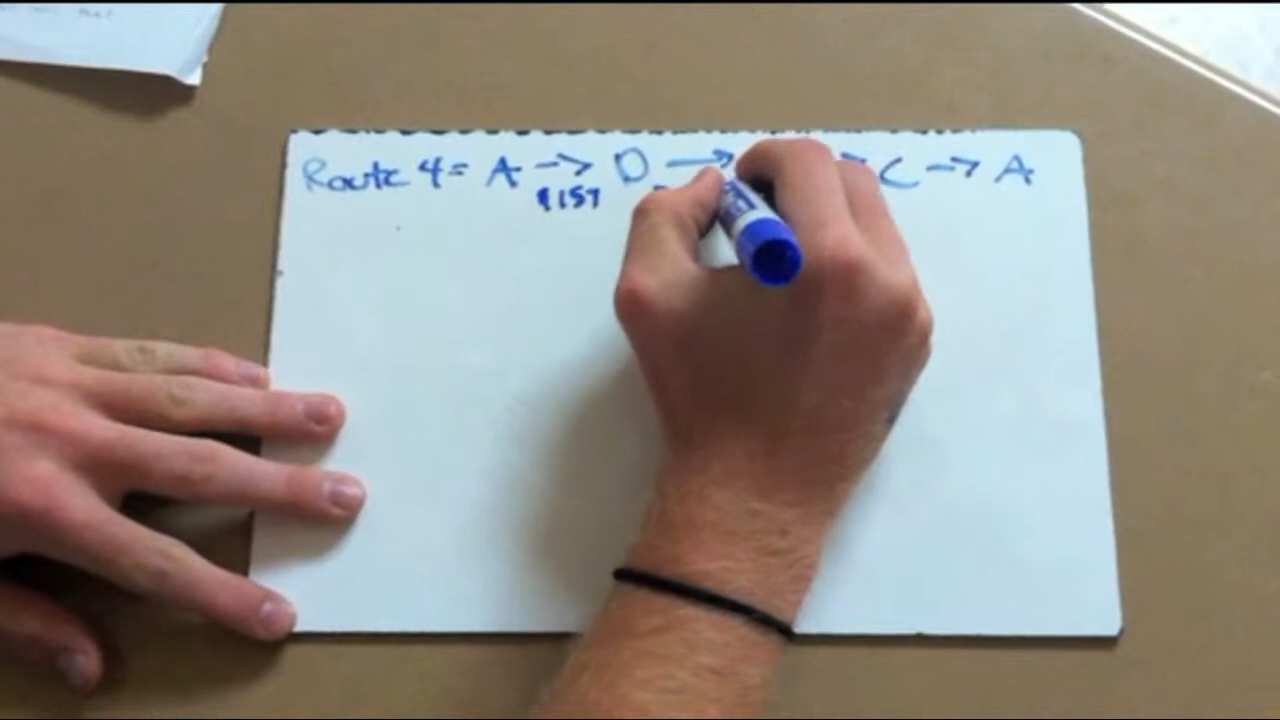 Route 4 = A → D → → C → A
$157